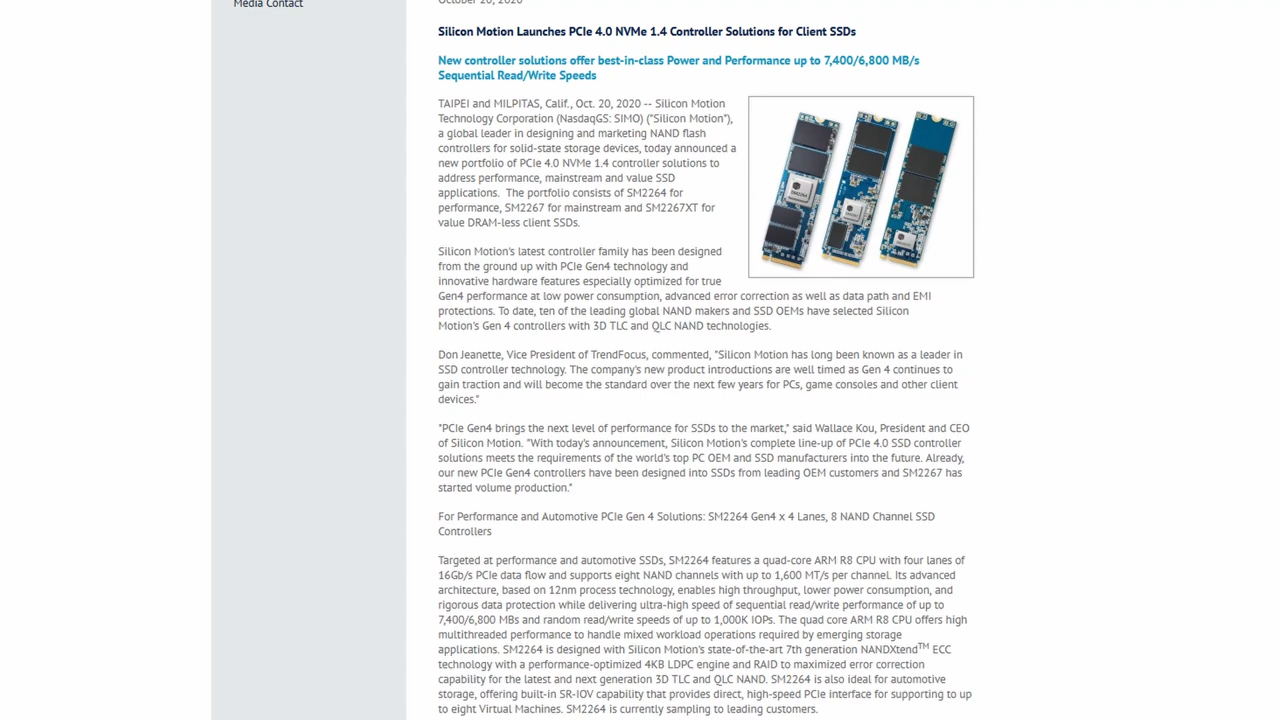 Media Contact
October 20, 2020
Silicon Motion Launches PCIe 4.0 NVMe 1.4 Controller Solutions for Client SSDs
New controller solutions offer best-in-class Power and Performance up to 7,400/6,800 MB/s
Sequential Read/Write Speeds
TAIPEI and MILPITAS, Calif., Oct. 20, 2020 -- Silicon Motion
Technology Corporation (NasdaqGS: SIMO) ("Silicon Motion"),
a global leader in designing and marketing NAND flash
controllers for solid-state storage devices, today announced a
new portfolio of PCIe 4.0 NVMe 1.4 controller solutions to
address performance, mainstream and value SSD
applications.  The portfolio consists of SM2264 for
performance, SM2267 for mainstream and SM2267XT for
value DRAM-less client SSDs.
SM2264
Silicon Motion's latest controller family has been designed
from the ground up with PCIe Gen4 technology and
innovative hardware features especially optimized for true
Gen4 performance at low power consumption, advanced error correction as well as data path and EMI
protections. To date, ten of the leading global NAND makers and SSD OEMs have selected Silicon
Motion's Gen 4 controllers with 3D TLC and QLC NAND technologies.
Don Jeanette, Vice President of TrendFocus, commented, "Silicon Motion has long been known as a leader in
SSD controller technology. The company's new product introductions are well timed as Gen 4 continues to
gain traction and will become the standard over the next few years for PCs, game consoles and other client
devices."
"PCIe Gen4 brings the next level of performance for SSDs to the market," said Wallace Kou, President and CEO
of Silicon Motion. "With today's announcement, Silicon Motion's complete line-up of PCIe 4.0 SSD controller
solutions meets the requirements of the world's top PC OEM and SSD manufacturers into the future. Already,
our new PCIe Gen4 controllers have been designed into SSDs from leading OEM customers and SM2267 has
started volume production."
For Performance and Automotive PCIe Gen 4 Solutions: SM2264 Gen4 x 4 Lanes, 8 NAND Channel SSD
Controllers
Targeted at performance and automotive SSDs, SM2264 features a quad-core ARM R8 CPU with four lanes of
16Gb/s PCIe data flow and supports eight NAND channels with up to 1,600 MT/s per channel. Its advanced
architecture, based on 12nm process technology, enables high throughput, lower power consumption, and
rigorous data protection while delivering ultra-high speed of sequential read/write performance of up to
7,400/6,800 MBs and random read/write speeds of up to 1,000K IOPs. The quad core ARM R8 CPU offers high
multithreaded performance to handle mixed workload operations required by emerging storage
applications. SM2264 is designed with Silicon Motion's state-of-the-art 7th generation NANDXtend™ ECC
technology with a performance-optimized 4KB LDPC engine and RAID to maximized error correction
capability for the latest and next generation 3D TLC and QLC NAND. SM2264 is also ideal for automotive
storage, offering built-in SR-IOV capability that provides direct, high-speed PCIe interface for supporting to up
to eight Virtual Machines. SM2264 is currently sampling to leading customers.